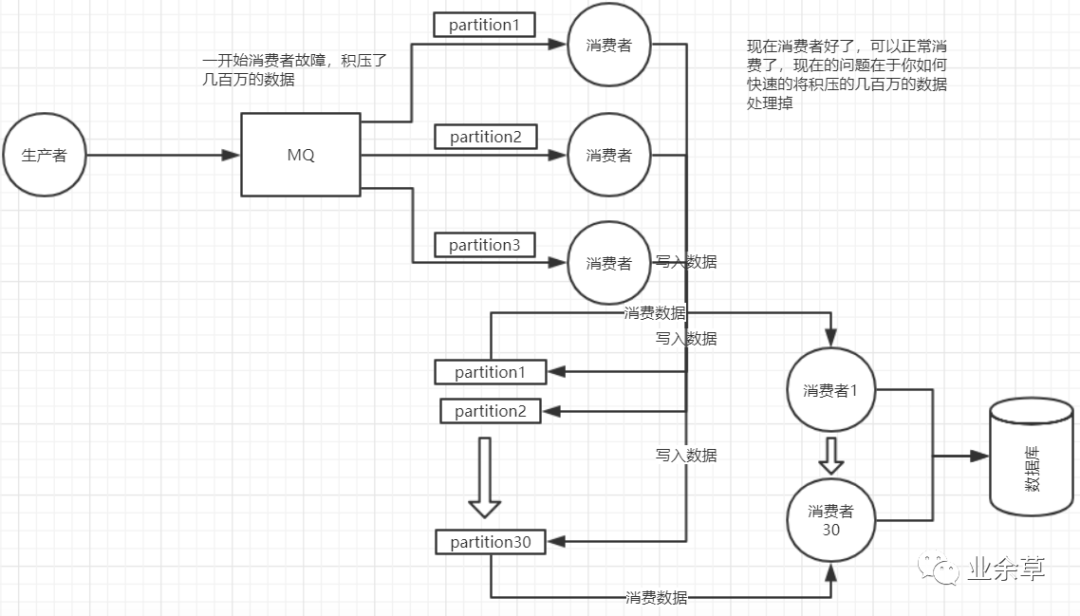 partition1
消费者
一开始消费者故障，积压了
几百万的数据
现在消费者好了，可以正常消
费了，现在的问题在于你如何
快速的将积压的几百万的数据
处理掉
生产者
MQ
partition2
消费者
partition3
消费者
写入数据
消费数据
写入数据
partition1
partition2
消费者1
写入数据
数据库
partition30
消费者
30
消费数据
业余草